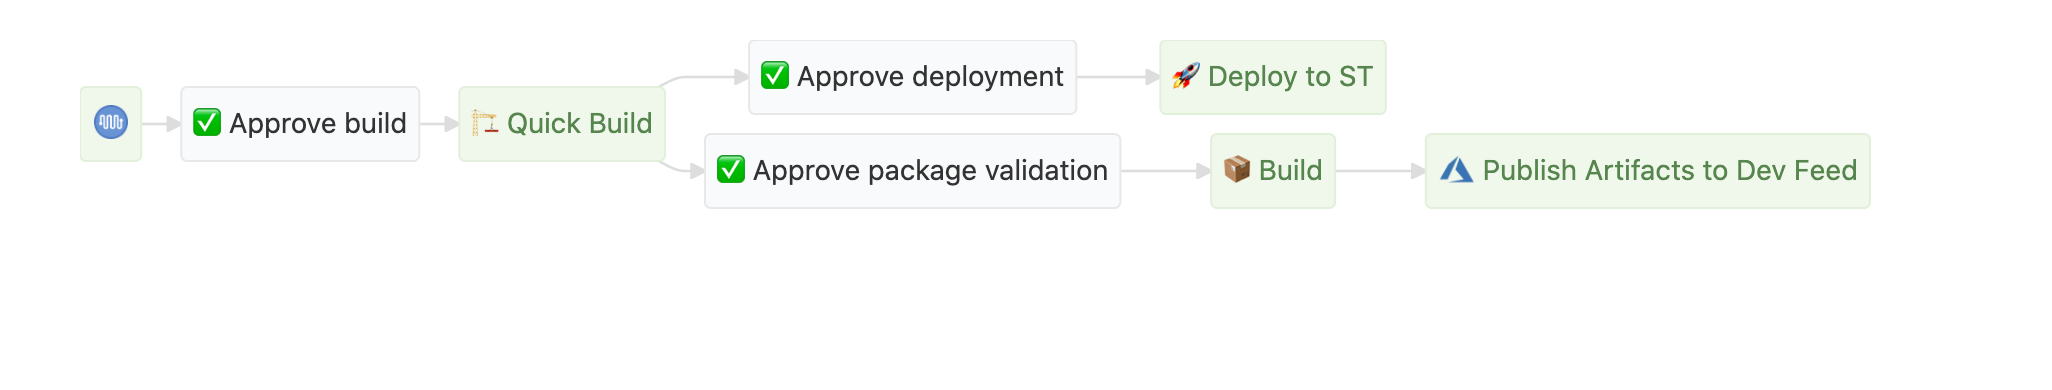 ✅ Approve build
🏗️ Quick Build
✅ Approve deployment
🚀 Deploy to ST
✅ Approve package validation
📦 Build
Publish Artifacts to Dev Feed